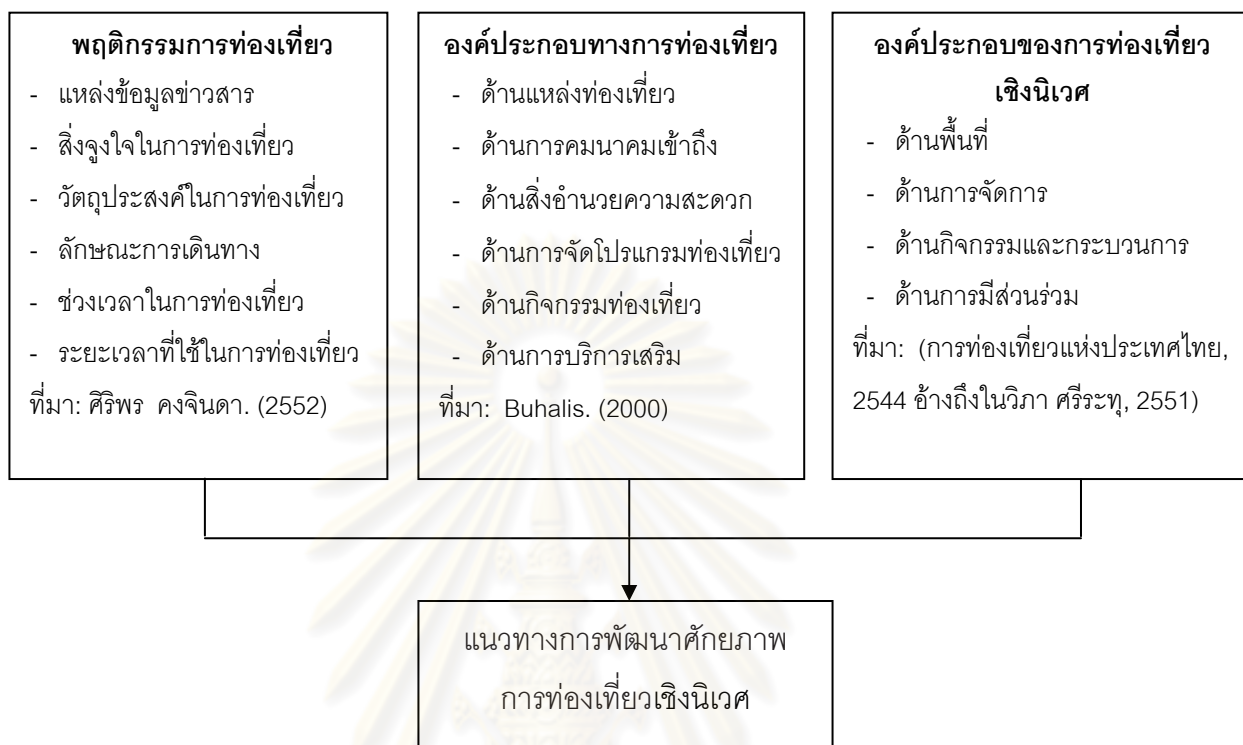 พฤติกรรมการท่องเที่ยว
- แหล่งข้อมูลข่าวสาร
- สิ่งจูงใจในการท่องเที่ยว
- วัตถุประสงค์ในการท่องเที่ยว
- ลักษณะการเดินทาง
- ช่วงเวลาในการท่องเที่ยว
- ระยะเวลาที่ใช้ในการท่องเที่ยว
ที่มา: ศิริพร คงจินดา. (2552)
องค์ประกอบทางการท่องเที่ยว
- ด้านแหล่งท่องเที่ยว
- ด้านการคมนาคมเข้าถึง
- ด้านสิ่งอำนวยความสะดวก
- ด้านการจัดโปรแกรมท่องเที่ยว
- ด้านกิจกรรมท่องเที่ยว
- ด้านการบริการเสริม
ที่มา: Buhalis. (2000)
องค์ประกอบของการท่องเที่ยว
เชิงนิเวศ
- ด้านพื้นที่
- ด้านการจัดการ
- ด้านกิจกรรมและกระบวนการ
- ด้านการมีส่วนร่วม
ที่มา: (การท่องเที่ยวแห่งประเทศไทย,
2544 อ้างถึงในวิภา ศรีระทุ, 2551)
แนวทางการพัฒนาศักยภาพ
การท่องเที่ยวเชิงนิเวศ